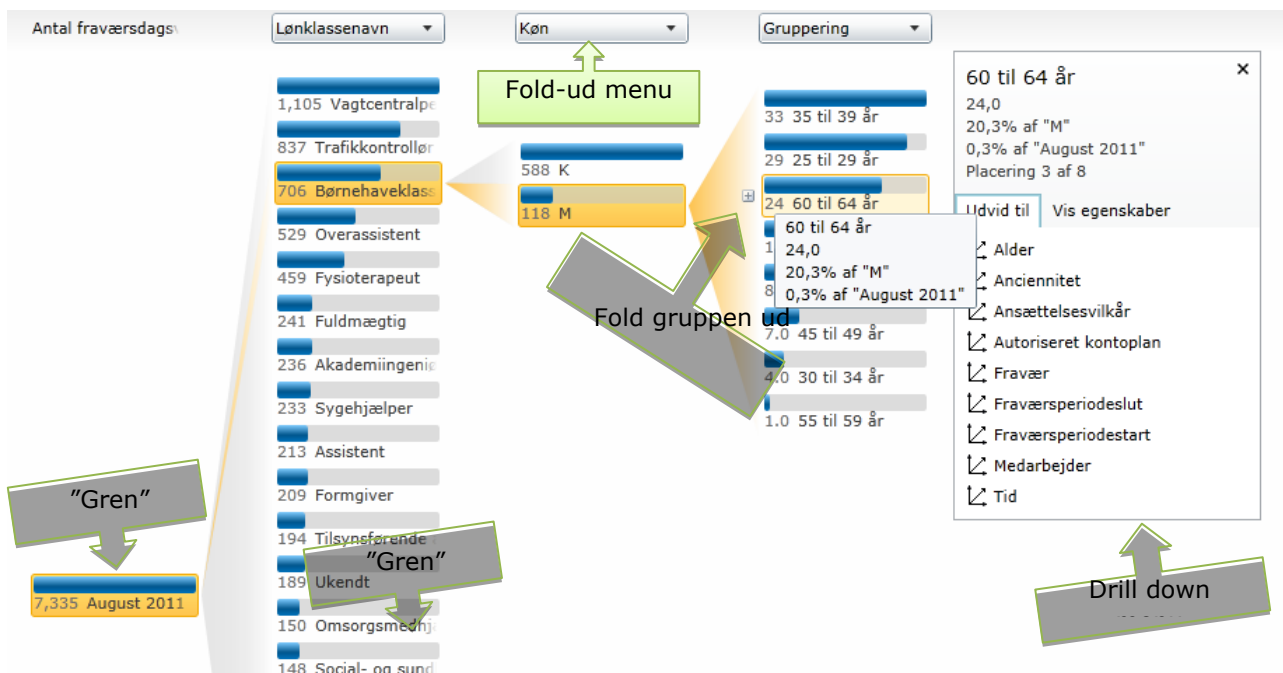 Antal fraværsdags
Lønklassenavn
Køn
Gruppering
Fold-ud menu
1,105 Vagtcentralpe
837 Trafikkontrollør
706 Børnehaveklass
529 Overassistent
459 Fysioterapeut
241 Fuldmægtig
236 Akademiingeniø
233 Sygehjælper
213 Assistent
209 Formgiver
194 Tilsynsførende
189 Ukendt
150 Omsorgsmedhjæ
148 Social- og sund
"Gren"
"Gren"
7,335 August 2011
588 K
118 M
33 35 til 39 år
29 25 til 29 år
24 60 til 64 år
1
8
7.0 45 til 49 år
4.0 30 til 34 år
1.0 55 til 59 år
60 til 64 år
24,0
20,3% af "M"
0,3% af "August 2011"
Fold gruppen ud
60 til 64 år
24,0
20,3% af "M"
0,3% af "August 2011"
Placering 3 af 8
Udvid til
Vis egenskaber
Alder
Anciennitet
Ansættelsesvilkår
Autoriseret kontoplan
Fravær
Fraværsperiodeslut
Fraværsperiodestart
Medarbejder
Tid
Drill down